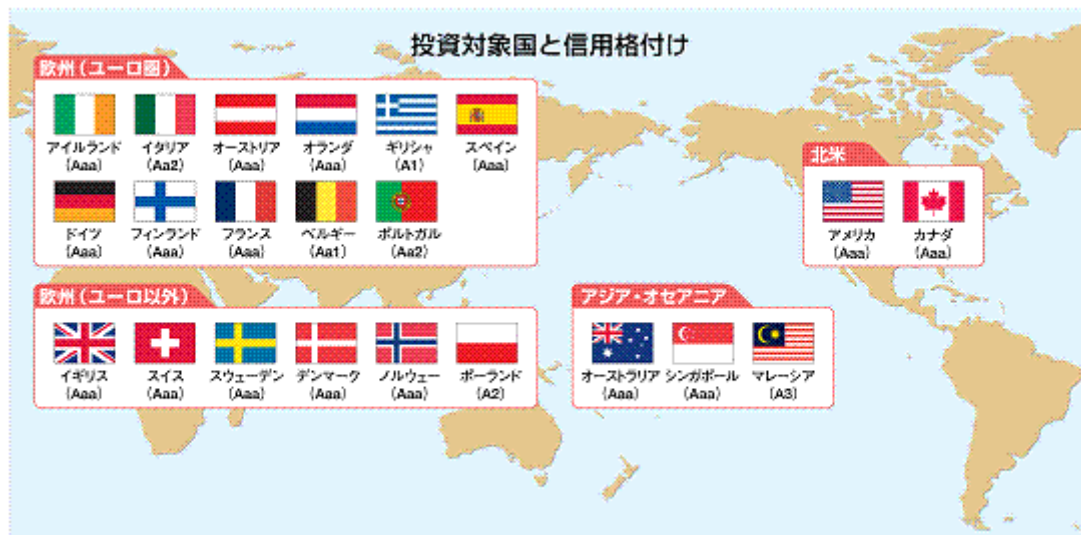 投資対象国と信用格付け
欧州（ユーロ圏）
アイルランド イタリア オーストリア オランダ ギリシャ スペイン
(Aaa) (Aa2) (Aaa) (Aaa) (A1) (Aaa)
ドイツ フィンランド フランス ベルギー ポルトガル
(Aaa) (Aaa) (Aaa) (Aa1) (Aa2)
北米
アメリカ カナダ
(Aaa) (Aaa)
欧州（ユーロ以外）
イギリス スイス スウェーデン デンマーク ノルウェー ポーランド
(Aaa) (Aaa) (Aaa) (Aaa) (Aaa) (A2)
アジア・オセアニア
オーストラリア シンガポール マレーシア
(Aaa) (Aaa) (A3)